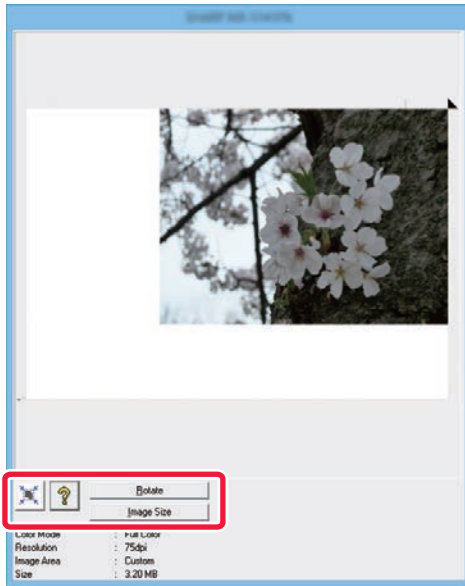 ?
Rotate
Image Size
Color Mode : Full Color
Resolution : 75dpi
Image Area : Custom
Size : 3.20 MB